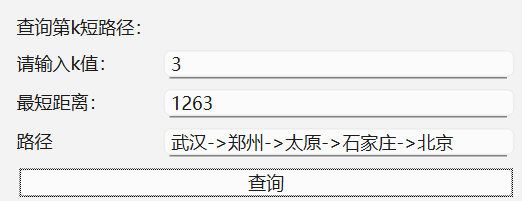 查询第k短路径：
请输入k值： 3
最短距离： 1263
路径 武汉->郑州->太原->石家庄->北京
查询